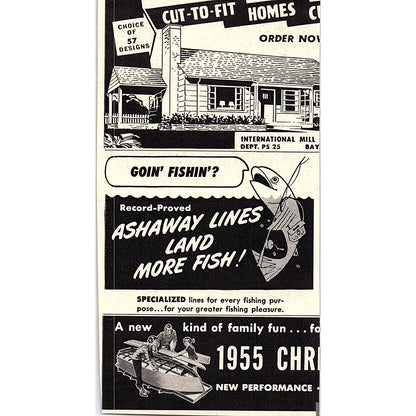 CUT-TO-FIT HOMES
CHOICE
OF
57
DESIGNS
ORDER NOW
INTERNATIONAL MILL
DEPT. PS 25 BAY
GOIN' FISHIN'?
Record-Proved
ASHAWAY LINES
LAND
MORE FISH!
SPECIALIZED lines for every fishing pur-
pose...for your greater fishing pleasure.
A new kind of family fun...fo
1955 CHRI
NEW PERFORMANCE